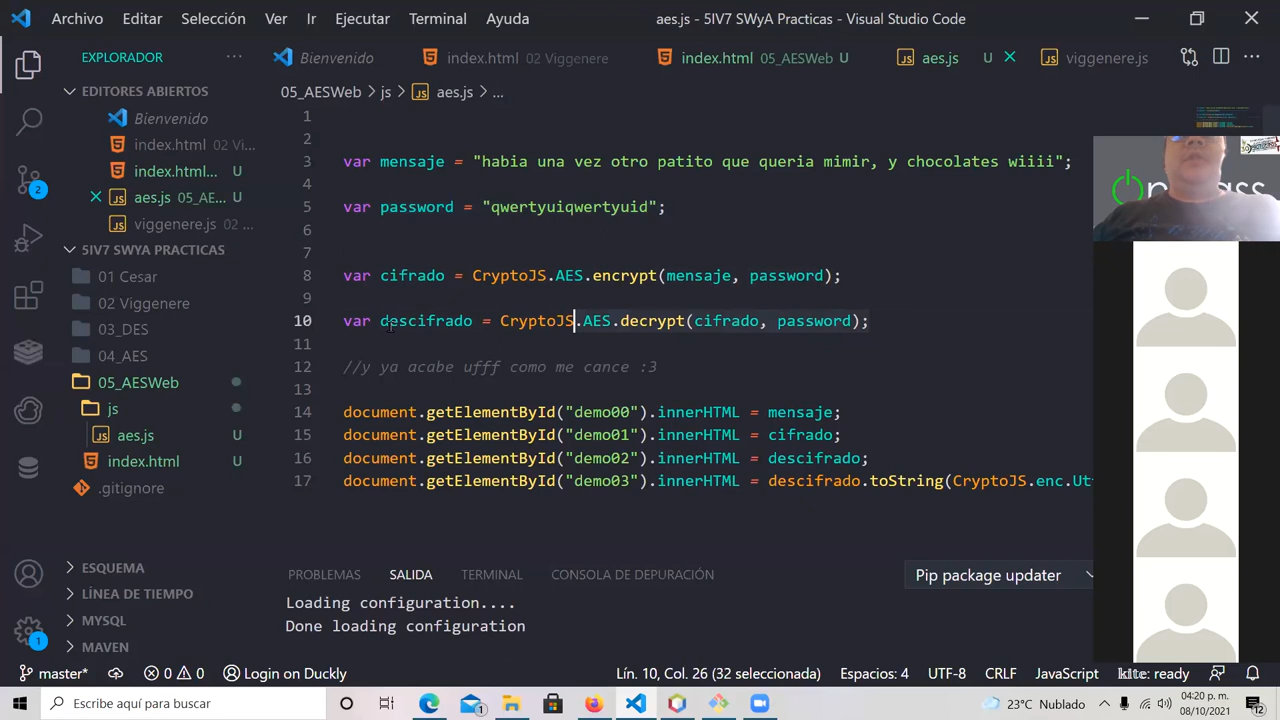 Archivo Editar Selección Ver Ir Ejecutar Terminal Ayuda aes.js - 5IV7 SWyA Practicas - Visual Studio Code
EXPLORADOR
Bienvenido index.html 02 Viggenere index.html 05_AESWeb U aes.js U viggenere.js
EDITORES ABIERTOS
Bienvenido
index.html 02 Vi...
index.html... U
aes.js 05_AE... U
viggenere.js 02 ...
5IV7 SWYA PRACTICAS
01 Cesar
02 Viggenere
03_DES
04_AES
05_AESWeb
js
aes.js U
index.html U
.gitignore
ESQUEMA
LÍNEA DE TIEMPO
MYSQL
MAVEN
05_AESWeb > js > aes.js > ...
1
2
3 var mensaje = "habia una vez otro patito que queria mimir, y chocolates wiiii";
4
5 var password = "qwertyuiqwertyuid";
6
7
8 var cifrado = CryptoJS.AES.encrypt(mensaje, password);
9
10 var descifrado = CryptoJS.AES.decrypt(cifrado, password);
11
12 //y ya acabe ufff como me cance :3
13
14 document.getElementById("demo00").innerHTML = mensaje;
15 document.getElementById("demo01").innerHTML = cifrado;
16 document.getElementById("demo02").innerHTML = descifrado;
17 document.getElementById("demo03").innerHTML = descifrado.toString(CryptoJS.enc.Ut
PROBLEMAS SALIDA TERMINAL CONSOLA DE DEPURACIÓN Pip package updater
Loading configuration....
Done loading configuration
master* 0 0 Login on Duckly Lín. 10, Col. 26 (32 seleccionada) Espacios: 4 UTF-8 CRLF JavaScript kite: ready
Escribe aquí para buscar 23°C Nublado 04:20 p. m.
08/10/2021